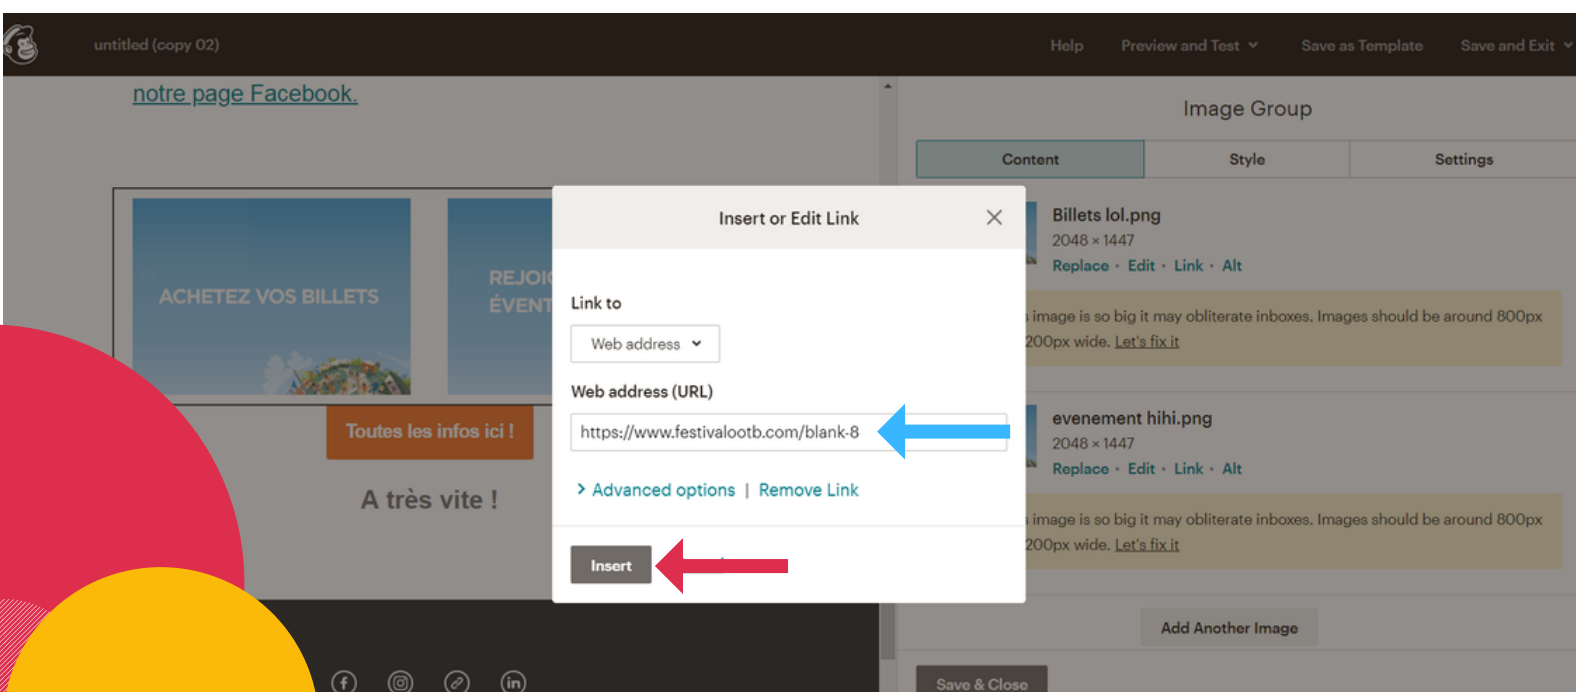 untitled (copy 02)
Help
Preview and Test
Save as Template
Save and Exit
notre page Facebook.
ACHETEZ VOS BILLETS
Toutes les infos ici !
A très vite !
Insert or Edit Link
Link to
Web address
Web address (URL)
https://www.festivalootb.com/blank-8
Advanced options | Remove Link
Insert
Image Group
Content
Style
Settings
Billets lol.png
2048 × 1447
Replace • Edit • Link • Alt
image is so big it may obliterate inboxes. Images should be around 800px
200px wide. Let's fix it
evenement hihi.png
2048 × 1447
Replace • Edit • Link • Alt
image is so big it may obliterate inboxes. Images should be around 800px
200px wide. Let's fix it
Add Another Image
Save & Close